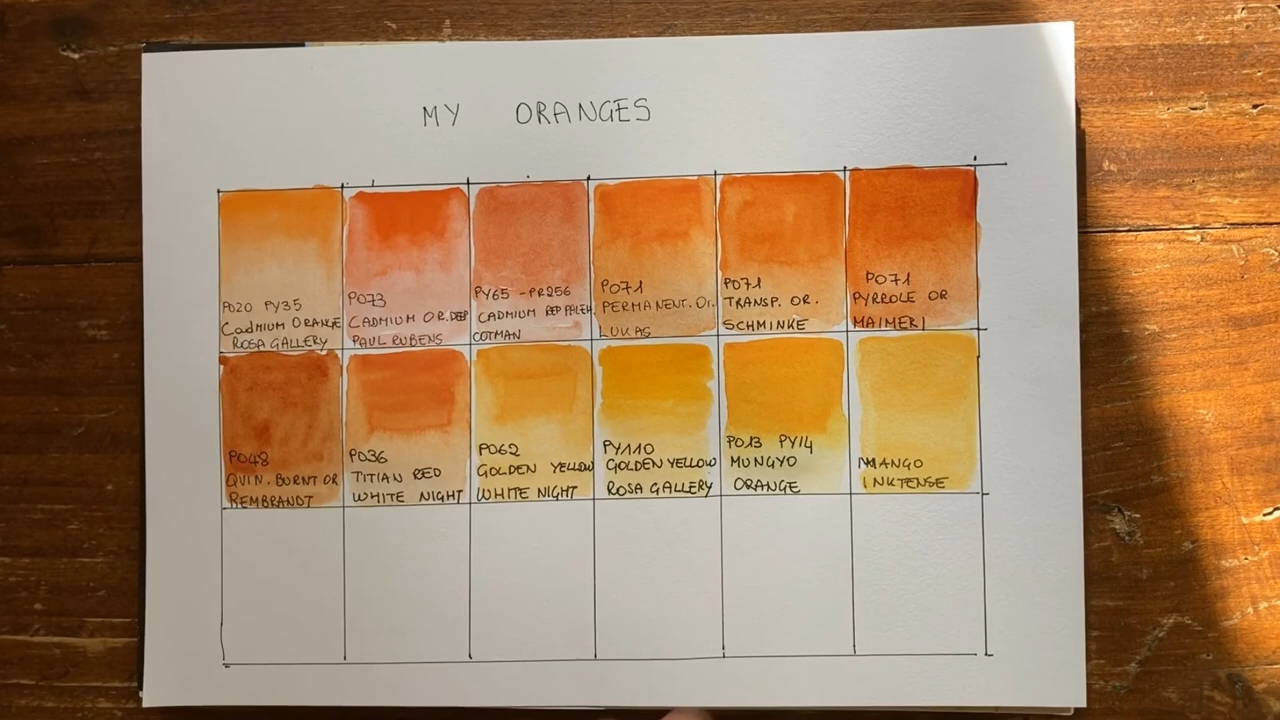 MY ORANGES
PO20 PY35
CadMIUM ORANGE
ROSA GALLERY
PO73
CADMIUM OR.DEEP
PAUL RUBENS
PY65 - PR256
CADMIUM RED PALEH.
COTMAN
PO71
PERMANENT. Or.
LUKAS
PO71
TRANSP. OR.
SCHMINKE
PO71
PYRROLE OR
MAIMERI
PO48
QUIN. BURNT OR
REMBRANDT
PO36
TITIAN RED
WHITE NIGHT
PO62
GOLDEN YELLOW
WHITE NIGHT
PY110
GOLDEN YELLOW
ROSA GALLERY
PO13 PY14
MUNGYO
ORANGE
MANGO
INKTENSE